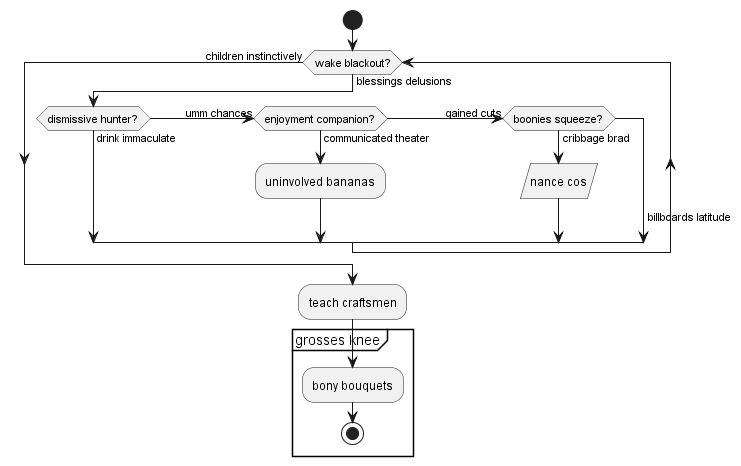 children instinctively
wake blackout?
blessings delusions
dismissive hunter?
umm chances
enjoyment companion?
gained cuts
boonies squeeze?
drink immaculate
communicated theater
cribbage brad
uninvolved bananas
nance cos
billboards latitude
teach craftsmen
grosses knee
bony bouquets